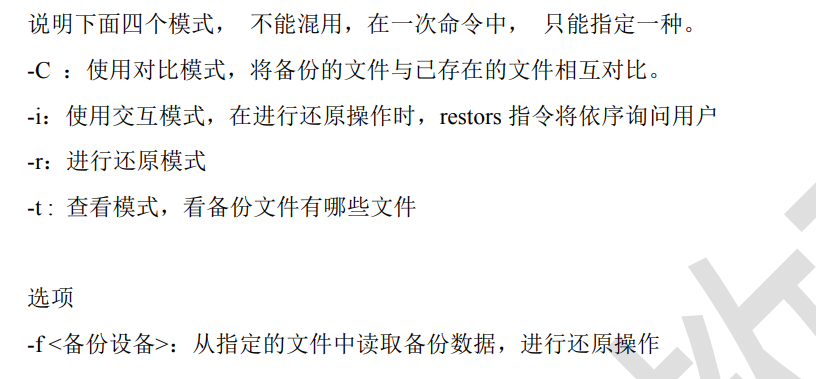 说明下面四个模式， 不能混用，在一次命令中， 只能指定一种。
-C ：使用对比模式，将备份的文件与已存在的文件相互对比。
-i：使用交互模式，在进行还原操作时，restors 指令将依序询问用户
-r：进行还原模式
-t : 查看模式，看备份文件有哪些文件
选项
-f <备份设备>：从指定的文件中读取备份数据，进行还原操作